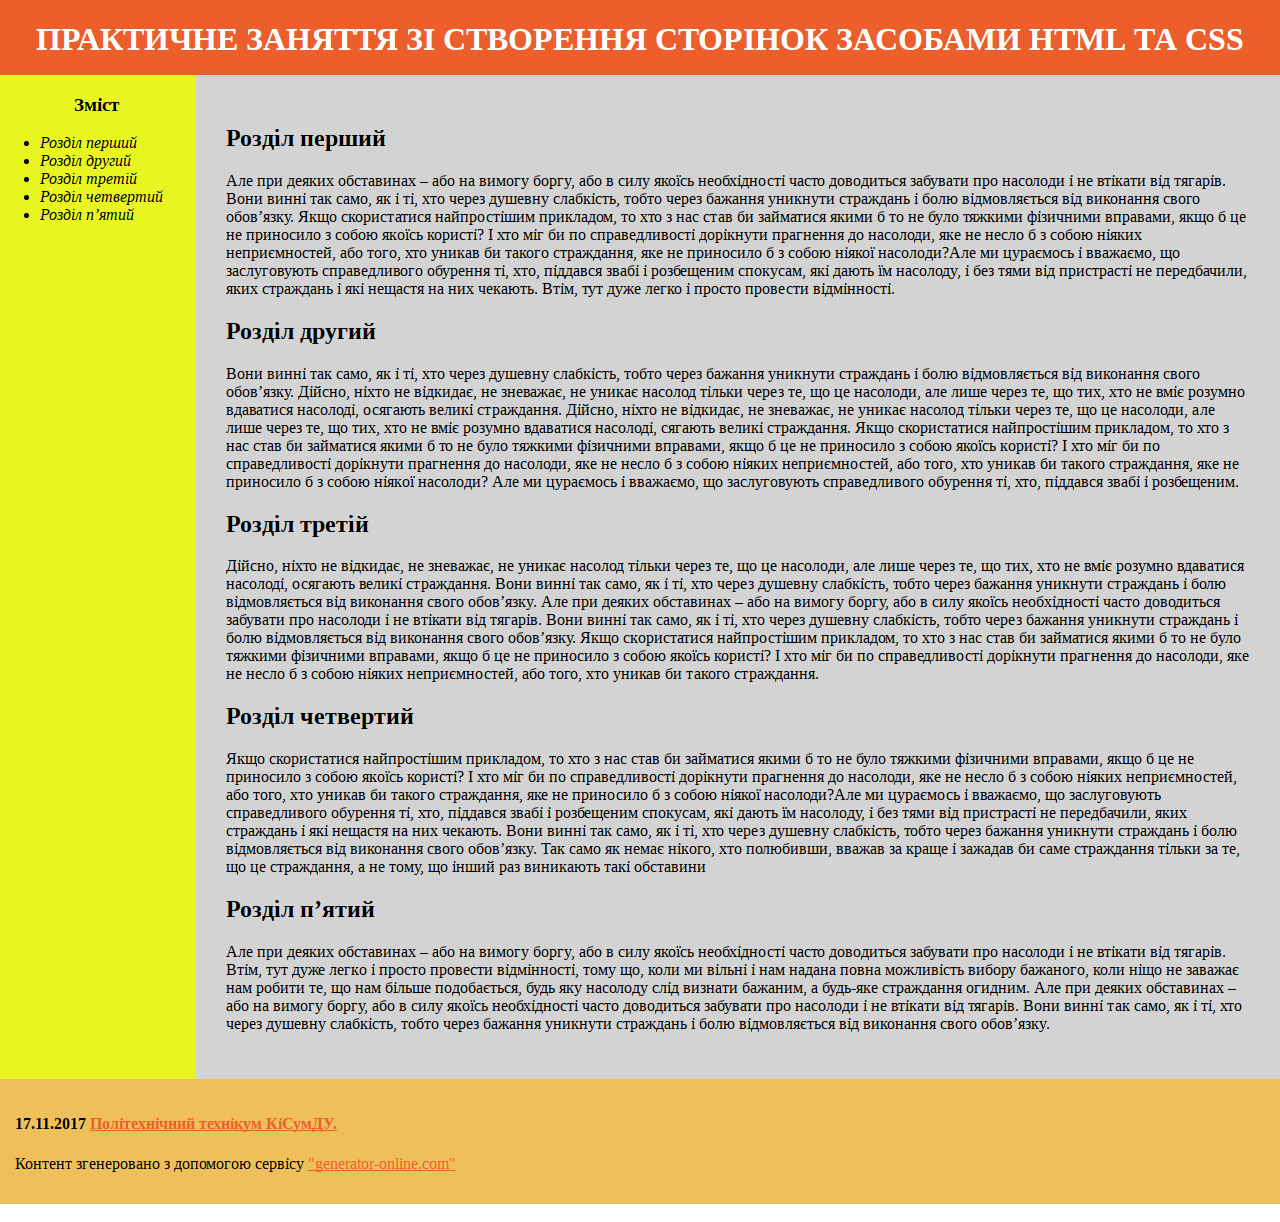 ПРАКТИЧНЕ ЗАНЯТТЯ ЗІ СТВОРЕННЯ СТОРІНОК ЗАСОБАМИ HTML ТА CSS
Зміст
Розділ перший
Розділ другий
Розділ третій
Розділ четвертий
Розділ п’ятий
Розділ перший
Але при деяких обставинах – або на вимогу боргу, або в силу якоїсь необхідності часто доводиться забувати про насолоди і не втікати від тягарів.
Вони винні так само, як і ті, хто через душевну слабкість, тобто через бажання уникнути страждань і болю відмовляється від виконання свого
обов’язку. Якщо скористатися найпростішим прикладом, то хто з нас став би займатися якими б то не було тяжкими фізичними вправами, якщо б це
не приносило з собою якоїсь користі? І хто міг би по справедливості дорікнути прагнення до насолоди, яке не несло б з собою ніяких
неприємностей, або того, хто уникав би такого страждання, яке не приносило б з собою ніякої насолоди?Але ми цураємось і вважаємо, що
заслуговують справедливого обурення ті, хто, піддався звабі і розбещеним спокусам, які дають їм насолоду, і без тями від пристрасті не передбачили,
яких страждань і які нещастя на них чекають. Втім, тут дуже легко і просто провести відмінності.
Розділ другий
Вони винні так само, як і ті, хто через душевну слабкість, тобто через бажання уникнути страждань і болю відмовляється від виконання свого
обов’язку. Дійсно, ніхто не відкидає, не зневажає, не уникає насолод тільки через те, що це насолоди, але лише через те, що тих, хто не вміє розумно
вдаватися насолоді, осягають великі страждання. Дійсно, ніхто не відкидає, не зневажає, не уникає насолод тільки через те, що це насолоди, але
лише через те, що тих, хто не вміє розумно вдаватися насолоді, сягають великі страждання. Якщо скористатися найпростішим прикладом, то хто з
нас став би займатися якими б то не було тяжкими фізичними вправами, якщо б це не приносило з собою якоїсь користі? І хто міг би по
справедливості дорікнути прагнення до насолоди, яке не несло б з собою ніяких неприємностей, або того, хто уникав би такого страждання, яке не
приносило б з собою ніякої насолоди? Але ми цураємось і вважаємо, що заслуговують справедливого обурення ті, хто, піддався звабі і розбещеним.
Розділ третій
Дійсно, ніхто не відкидає, не зневажає, не уникає насолод тільки через те, що це насолоди, але лише через те, що тих, хто не вміє розумно вдаватися
насолоді, осягають великі страждання. Вони винні так само, як і ті, хто через душевну слабкість, тобто через бажання уникнути страждань і болю
відмовляється від виконання свого обов’язку. Але при деяких обставинах – або на вимогу боргу, або в силу якоїсь необхідності часто доводиться
забувати про насолоди і не втікати від тягарів. Вони винні так само, як і ті, хто через душевну слабкість, тобто через бажання уникнути страждань і
болю відмовляється від виконання свого обов’язку. Якщо скористатися найпростішим прикладом, то хто з нас став би займатися якими б то не було
тяжкими фізичними вправами, якщо б це не приносило з собою якоїсь користі? І хто міг би по справедливості дорікнути прагнення до насолоди, яке
не несло б з собою ніяких неприємностей, або того, хто уникав би такого страждання.
Розділ четвертий
Якщо скористатися найпростішим прикладом, то хто з нас став би займатися якими б то не було тяжкими фізичними вправами, якщо б це не
приносило з собою якоїсь користі? І хто міг би по справедливості дорікнути прагнення до насолоди, яке не несло б з собою ніяких неприємностей,
або того, хто уникав би такого страждання, яке не приносило б з собою ніякої насолоди?Але ми цураємось і вважаємо, що заслуговують
справедливого обурення ті, хто, піддався звабі і розбещеним спокусам, які дають їм насолоду, і без тями від пристрасті не передбачили, яких
страждань і які нещастя на них чекають. Вони винні так само, як і ті, хто через душевну слабкість, тобто через бажання уникнути страждань і болю
відмовляється від виконання свого обов’язку. Так само як немає нікого, хто полюбивши, вважав за краще і зажадав би саме страждання тільки за те,
що це страждання, а не тому, що інший раз виникають такі обставини
Розділ п’ятий
Але при деяких обставинах – або на вимогу боргу, або в силу якоїсь необхідності часто доводиться забувати про насолоди і не втікати від тягарів.
Втім, тут дуже легко і просто провести відмінності, тому що, коли ми вільні і нам надана повна можливість вибору бажаного, коли ніщо не заважає
нам робити те, що нам більше подобається, будь яку насолоду слід визнати бажаним, а будь-яке страждання огидним. Але при деяких обставинах –
або на вимогу боргу, або в силу якоїсь необхідності часто доводиться забувати про насолоди і не втікати від тягарів. Вони винні так само, як і ті, хто
через душевну слабкість, тобто через бажання уникнути страждань і болю відмовляється від виконання свого обов’язку.
17.11.2017 Політехнічний технікум КіСумДУ.
Контент згенеровано з допомогою сервісу "generator-online.com"